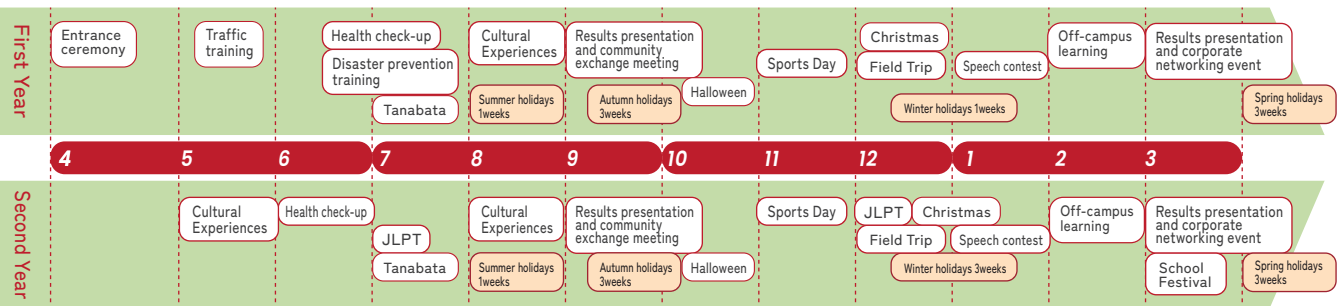 First Year
Entrance
ceremony
Traffic
training
Health check-up
Disaster prevention
training
Tanabata
Cultural
Experiences
Summer holidays
1weeks
Results presentation
and community
exchange meeting
Autumn holidays
3weeks
Halloween
Sports Day
Christmas
Field Trip
Winter holidays 1weeks
Speech contest
Off-campus
learning
Results presentation
and corporate
networking event
Spring holidays
3weeks
4 5 6 7 8 9 10 11 12 1 2 3
Second Year
Cultural
Experiences
Health check-up
JLPT
Tanabata
Cultural
Experiences
Summer holidays
1weeks
Results presentation
and community
exchange meeting
Autumn holidays
3weeks
Halloween
Sports Day
JLPT
Christmas
Field Trip
Speech contest
Winter holidays 3weeks
Off-campus
learning
Results presentation
and corporate
networking event
School
Festival
Spring holidays
3weeks